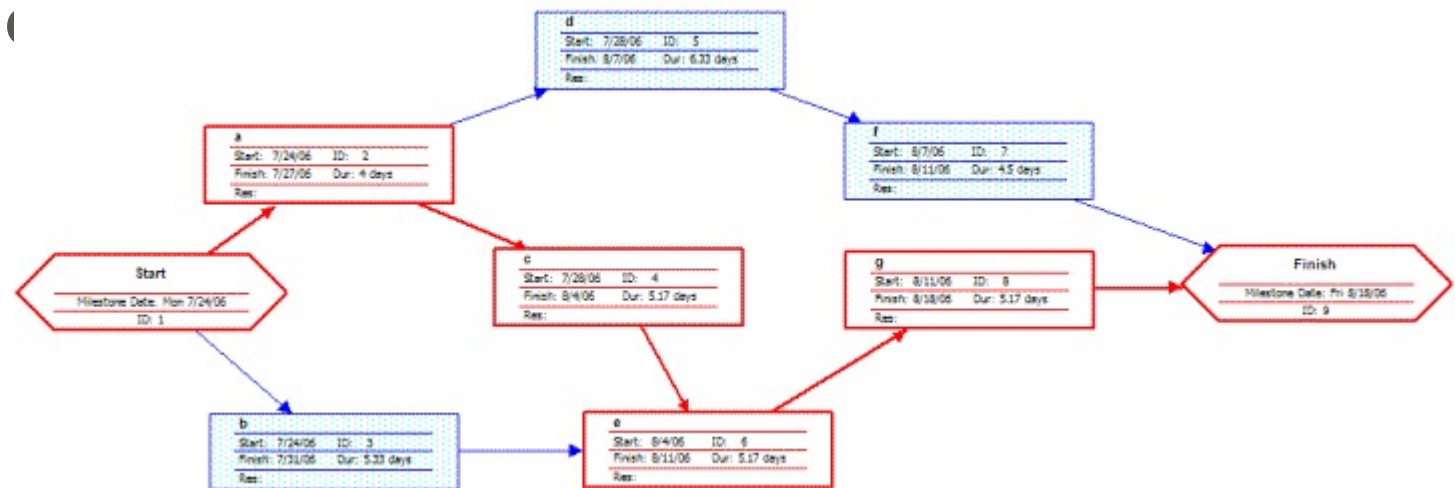 d
Start: 7/28/06 ID: 5
Finish: 8/7/06 Dur: 6.33 days
Res:
a
Start: 7/24/06 ID: 2
Finish: 7/27/06 Dur: 4 days
Res:
f
Start: 8/7/06 ID: 7
Finish: 8/11/06 Dur: 4.5 days
Res:
Start
Milestone Date: Mon 7/24/06
ID: 1
c
Start: 7/28/06 ID: 4
Finish: 8/4/06 Dur: 5.17 days
Res:
g
Start: 8/11/06 ID: 8
Finish: 8/18/06 Dur: 5.17 days
Res:
Finish
Milestone Date: Fri 8/18/06
ID: 9
b
Start: 7/24/06 ID: 3
Finish: 7/31/06 Dur: 5.33 days
Res:
e
Start: 8/4/06 ID: 6
Finish: 8/11/06 Dur: 5.17 days
Res: